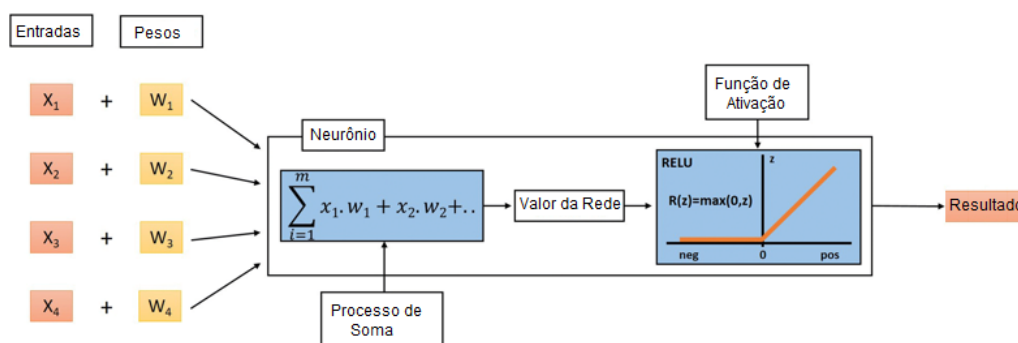 Entradas Pesos
X₁ + W₁
X₂ + W₂
X₃ + W₃
X₄ + W₄
Neurônio
m
∑ x₁. w₁ + x₂. w₂+..
i=1
Processo de
Soma
Valor da Rede
Função de
Ativação
RELU
z
R(z)=max(0,z)
neg 0 pos
Resultado